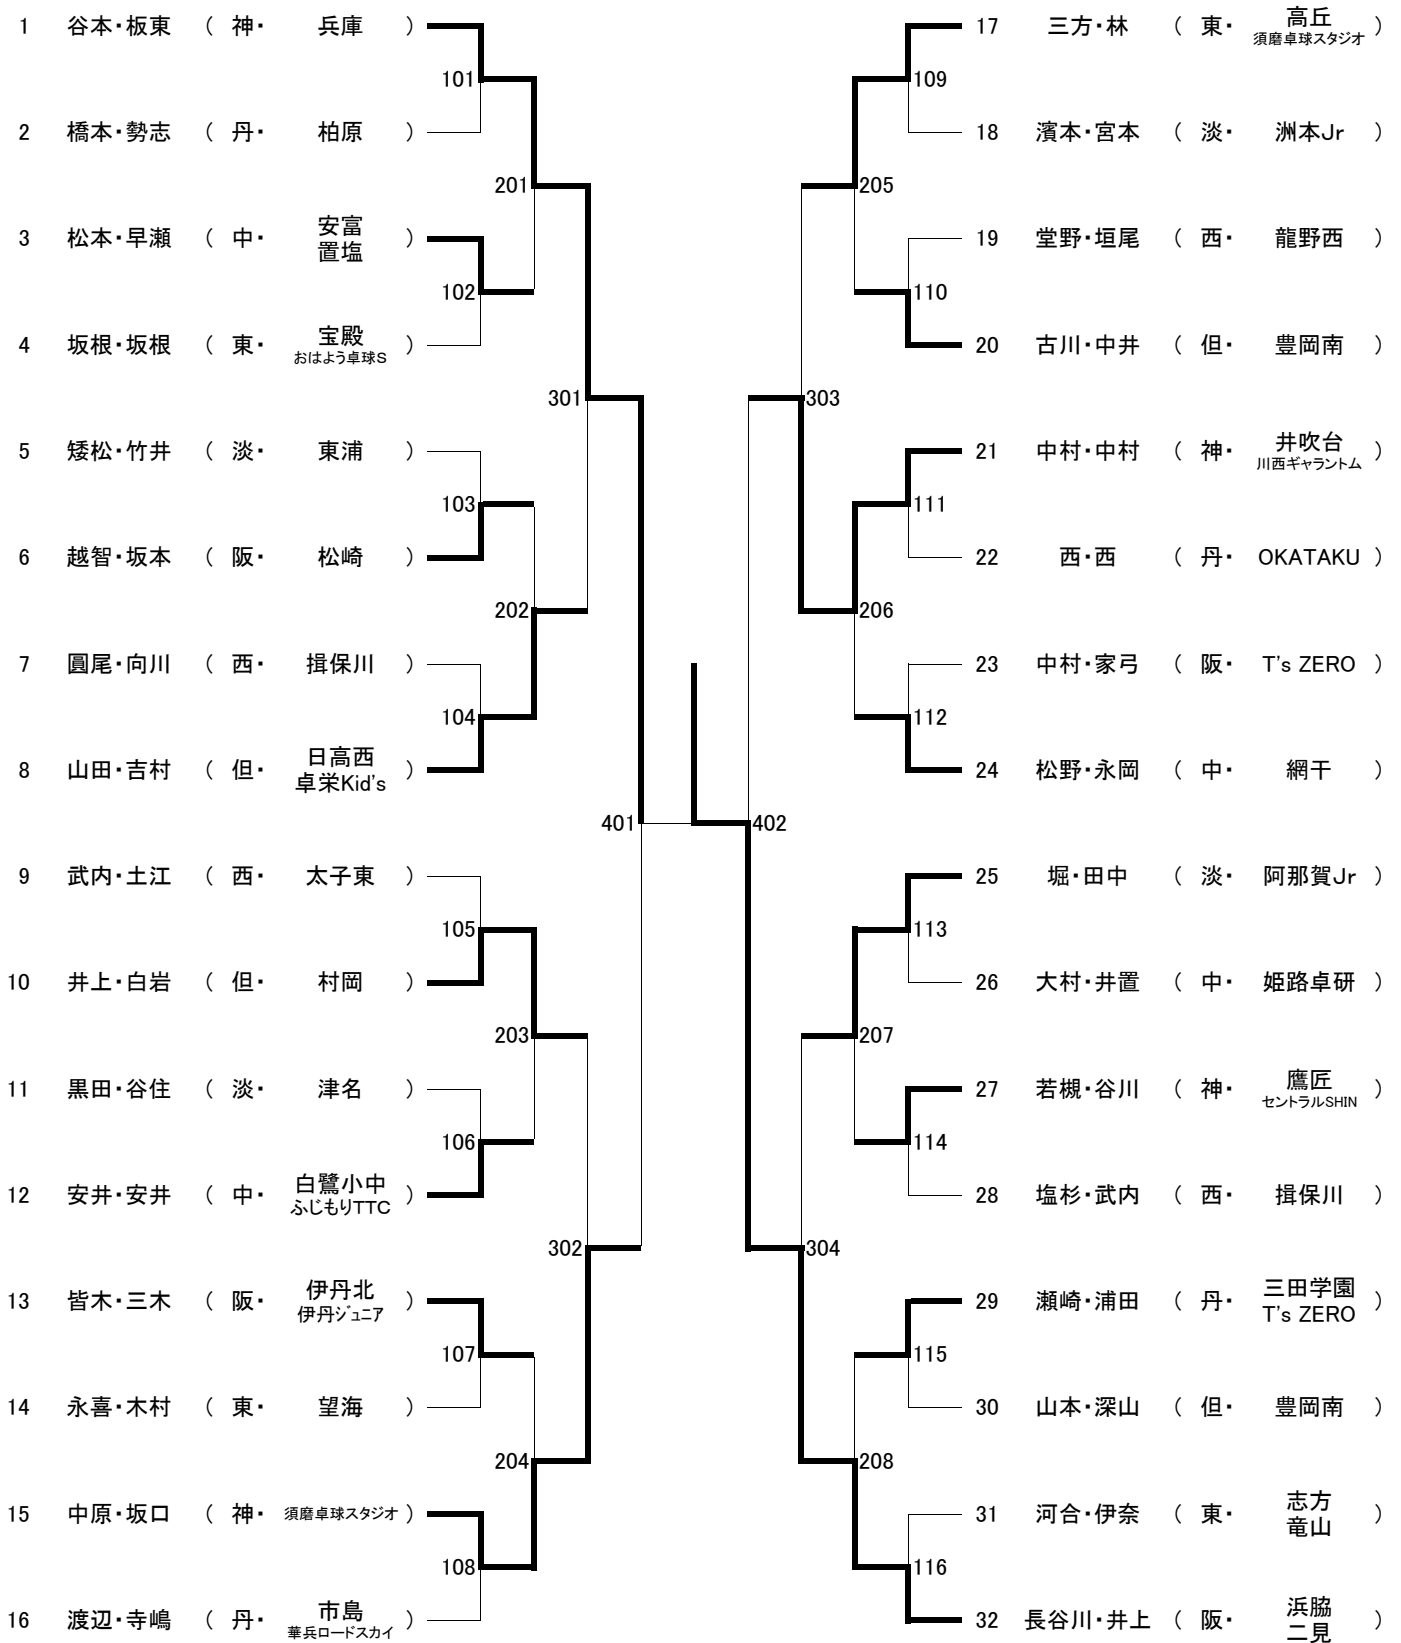 1 谷本・板東 ( 神・ 兵庫 )
101
2 橋本・勢志 ( 丹・ 柏原 )
201
3 松本・早瀬 ( 中・ 安富
置塩 )
102
4 坂根・坂根 ( 東・ 宝殿
おはよう卓球S )
301
5 矮松・竹井 ( 淡・ 東浦 )
103
6 越智・坂本 ( 阪・ 松崎 )
202
7 圓尾・向川 ( 西・ 揖保川 )
104
8 山田・吉村 ( 但・ 日高西
卓栄Kid's )
401
9 武内・土江 ( 西・ 太子東 )
105
10 井上・白岩 ( 但・ 村岡 )
203
11 黒田・谷住 ( 淡・ 津名 )
106
12 安井・安井 ( 中・ 白鷺小中
ふじもりTTC )
302
13 皆木・三木 ( 阪・ 伊丹北
伊丹ジュニア )
107
14 永喜・木村 ( 東・ 望海 )
204
15 中原・坂口 ( 神・ 須磨卓球スタジオ )
108
16 渡辺・寺嶋 ( 丹・ 市島
華兵ロードスカイ )
17 三方・林 ( 東・ 高丘
須磨卓球スタジオ )
109
18 濱本・宮本 ( 淡・ 洲本Jr )
205
19 堂野・垣尾 ( 西・ 龍野西 )
110
20 古川・中井 ( 但・ 豊岡南 )
303
21 中村・中村 ( 神・ 井吹台
川西ギャラントム )
111
22 西・西 ( 丹・ OKATAKU )
206
23 中村・家弓 ( 阪・ T's ZERO )
112
24 松野・永岡 ( 中・ 網干 )
402
25 堀・田中 ( 淡・ 阿那賀Jr )
113
26 大村・井置 ( 中・ 姫路卓研 )
207
27 若槻・谷川 ( 神・ 鷹匠
セントラルSHIN )
114
28 塩杉・武内 ( 西・ 揖保川 )
304
29 瀬崎・浦田 ( 丹・ 三田学園
T's ZERO )
115
30 山本・深山 ( 但・ 豊岡南 )
208
31 河合・伊奈 ( 東・ 志方
竜山 )
116
32 長谷川・井上 ( 阪・ 浜脇
二見 )